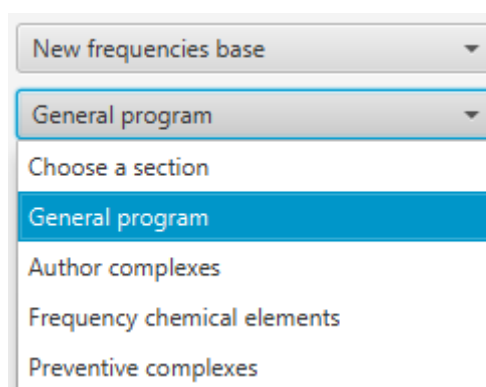 New frequencies base
General program
Choose a section
General program
Author complexes
Frequency chemical elements
Preventive complexes